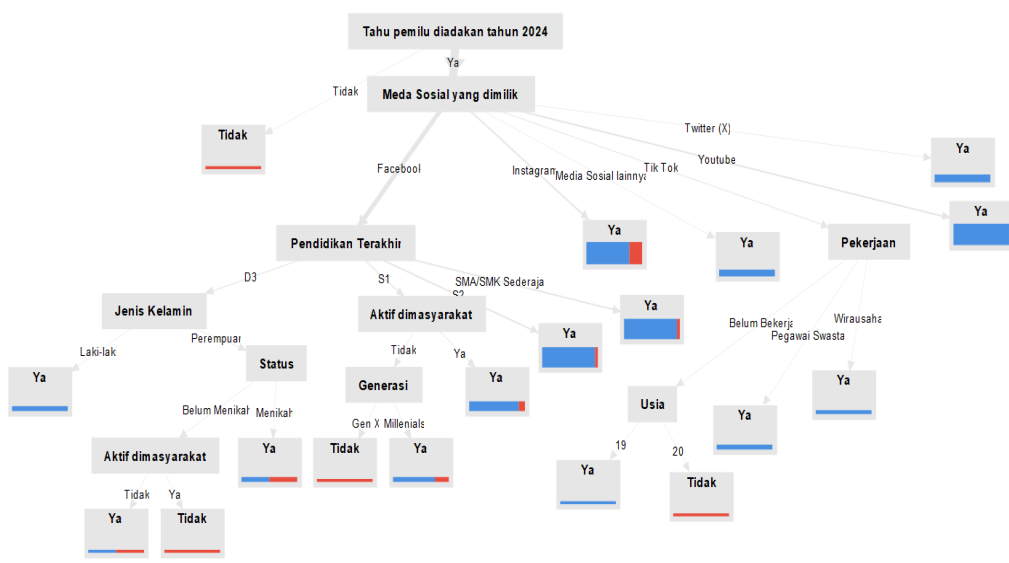 Tahu pemilu diadakan tahun 2024
Ya
Tidak
Meda Sosial yang dimilik
Tidak
Twitter (X)
Ya
Youtube
Ya
Facebool
Instagram
Media Sosial lainnya
Tik Tok
Pendidikan Terakhir
Ya
Ya
Pekerjaan
D3
S1
S2
SMA/SMK Sederaja
Jenis Kelamin
Aktif dimasyarakat
Ya
Ya
Belum Bekerja
Pegawai Swasta
Wirausaha
Laki-lak
Perempuar
Status
Tidak
Ya
Ya
Generasi
Ya
Ya
Usia
Ya
Belum Menikah
Menikah
Gen X
Millenials
19
20
Aktif dimasyarakat
Ya
Tidak
Ya
Ya
Tidak
Tidak
Ya
Ya
Tidak